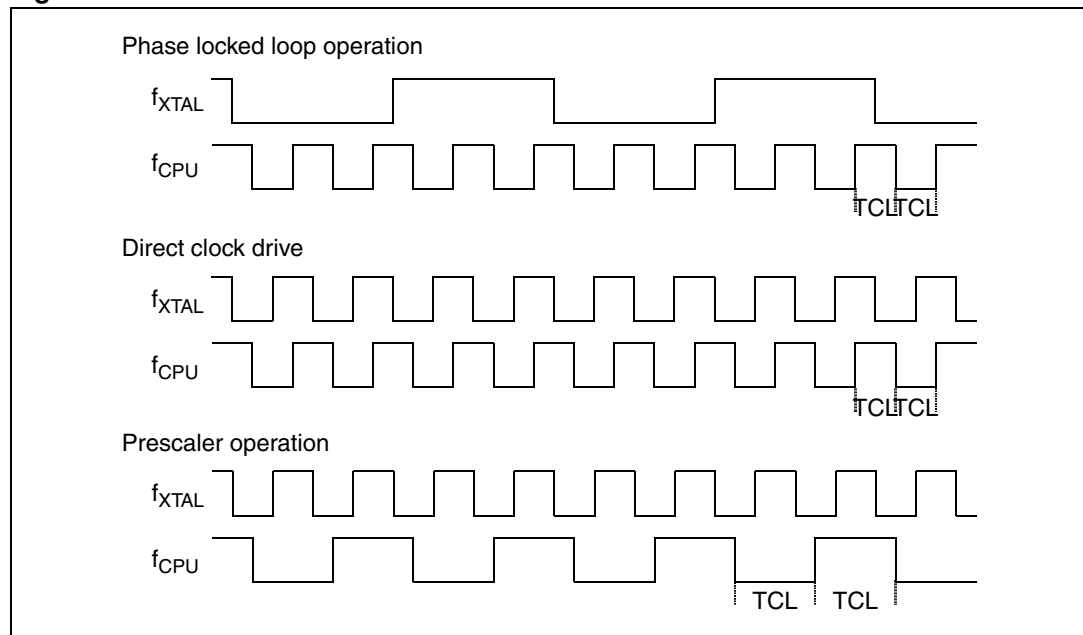 Phase locked loop operation
fXTAL
fCPU
TCL TCL
Direct clock drive
fXTAL
fCPU
TCL TCL
Prescaler operation
fXTAL
fCPU
TCL TCL